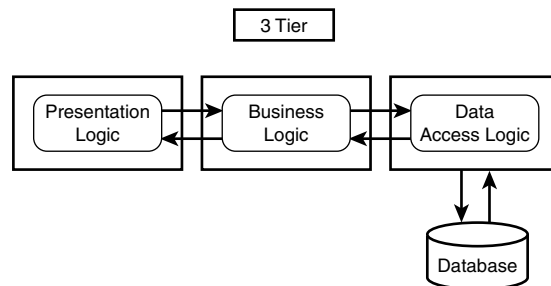 3 Tier
Presentation
Logic
Business
Logic
Data
Access Logic
Database